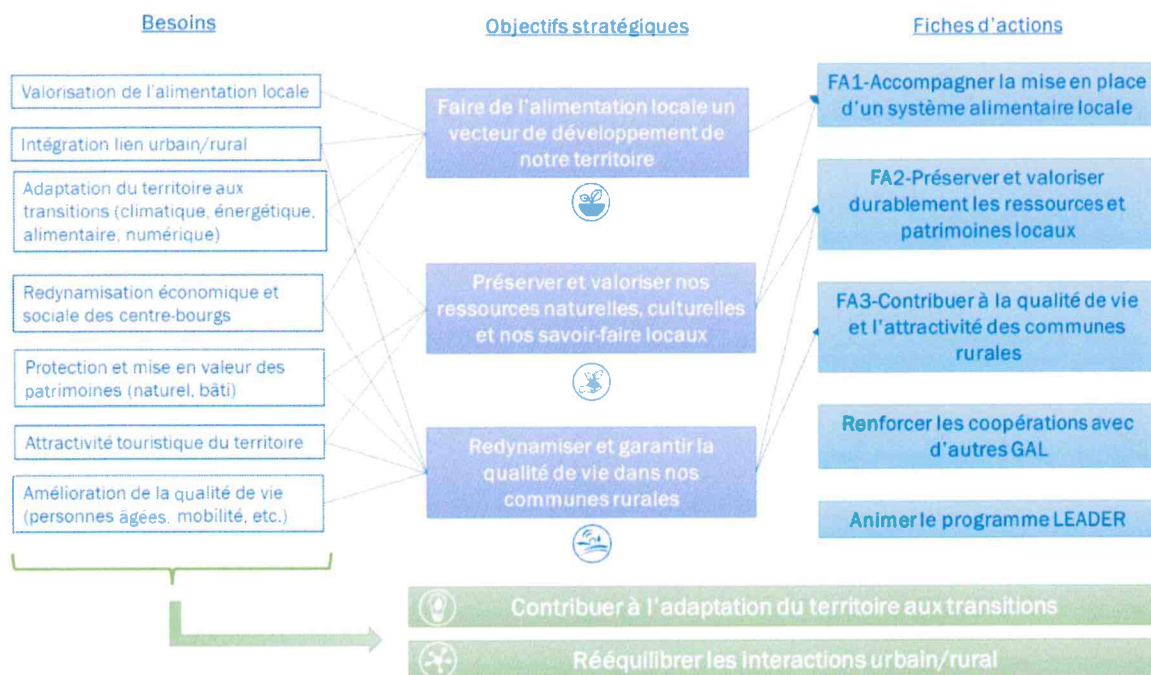 Besoins
Valorisation de l'alimentation locale
Intégration lien urbain/rural
Adaptation du territoire aux
transitions (climatique, énergétique,
alimentaire, numérique)
Redynamisation économique et
sociale des centre-bourgs
Protection et mise en valeur des
patrimoines (naturel, bâti)
Attractivité touristique du territoire
Amélioration de la qualité de vie
(personnes âgées, mobilité, etc.)
Objectifs stratégiques
Faire de l'alimentation locale un
vecteur de développement de
notre territoire
Préserver et valoriser nos
ressources naturelles, culturelles
et nos savoir-faire locaux
Redynamiser et garantir la
qualité de vie dans nos
communes rurales
Fiches d'actions
FA1-Accompagner la mise en place
d'un système alimentaire locale
FA2-Préserver et valoriser
durablement les ressources et
patrimoines locaux
FA3-Contribuer à la qualité de vie
et l'attractivité des communes
rurales
Renforcer les coopérations avec
d'autres GAL
Animer le programme LEADER
Contribuer à l'adaptation du territoire aux transitions
Rééquilibrer les interactions urbain/rural